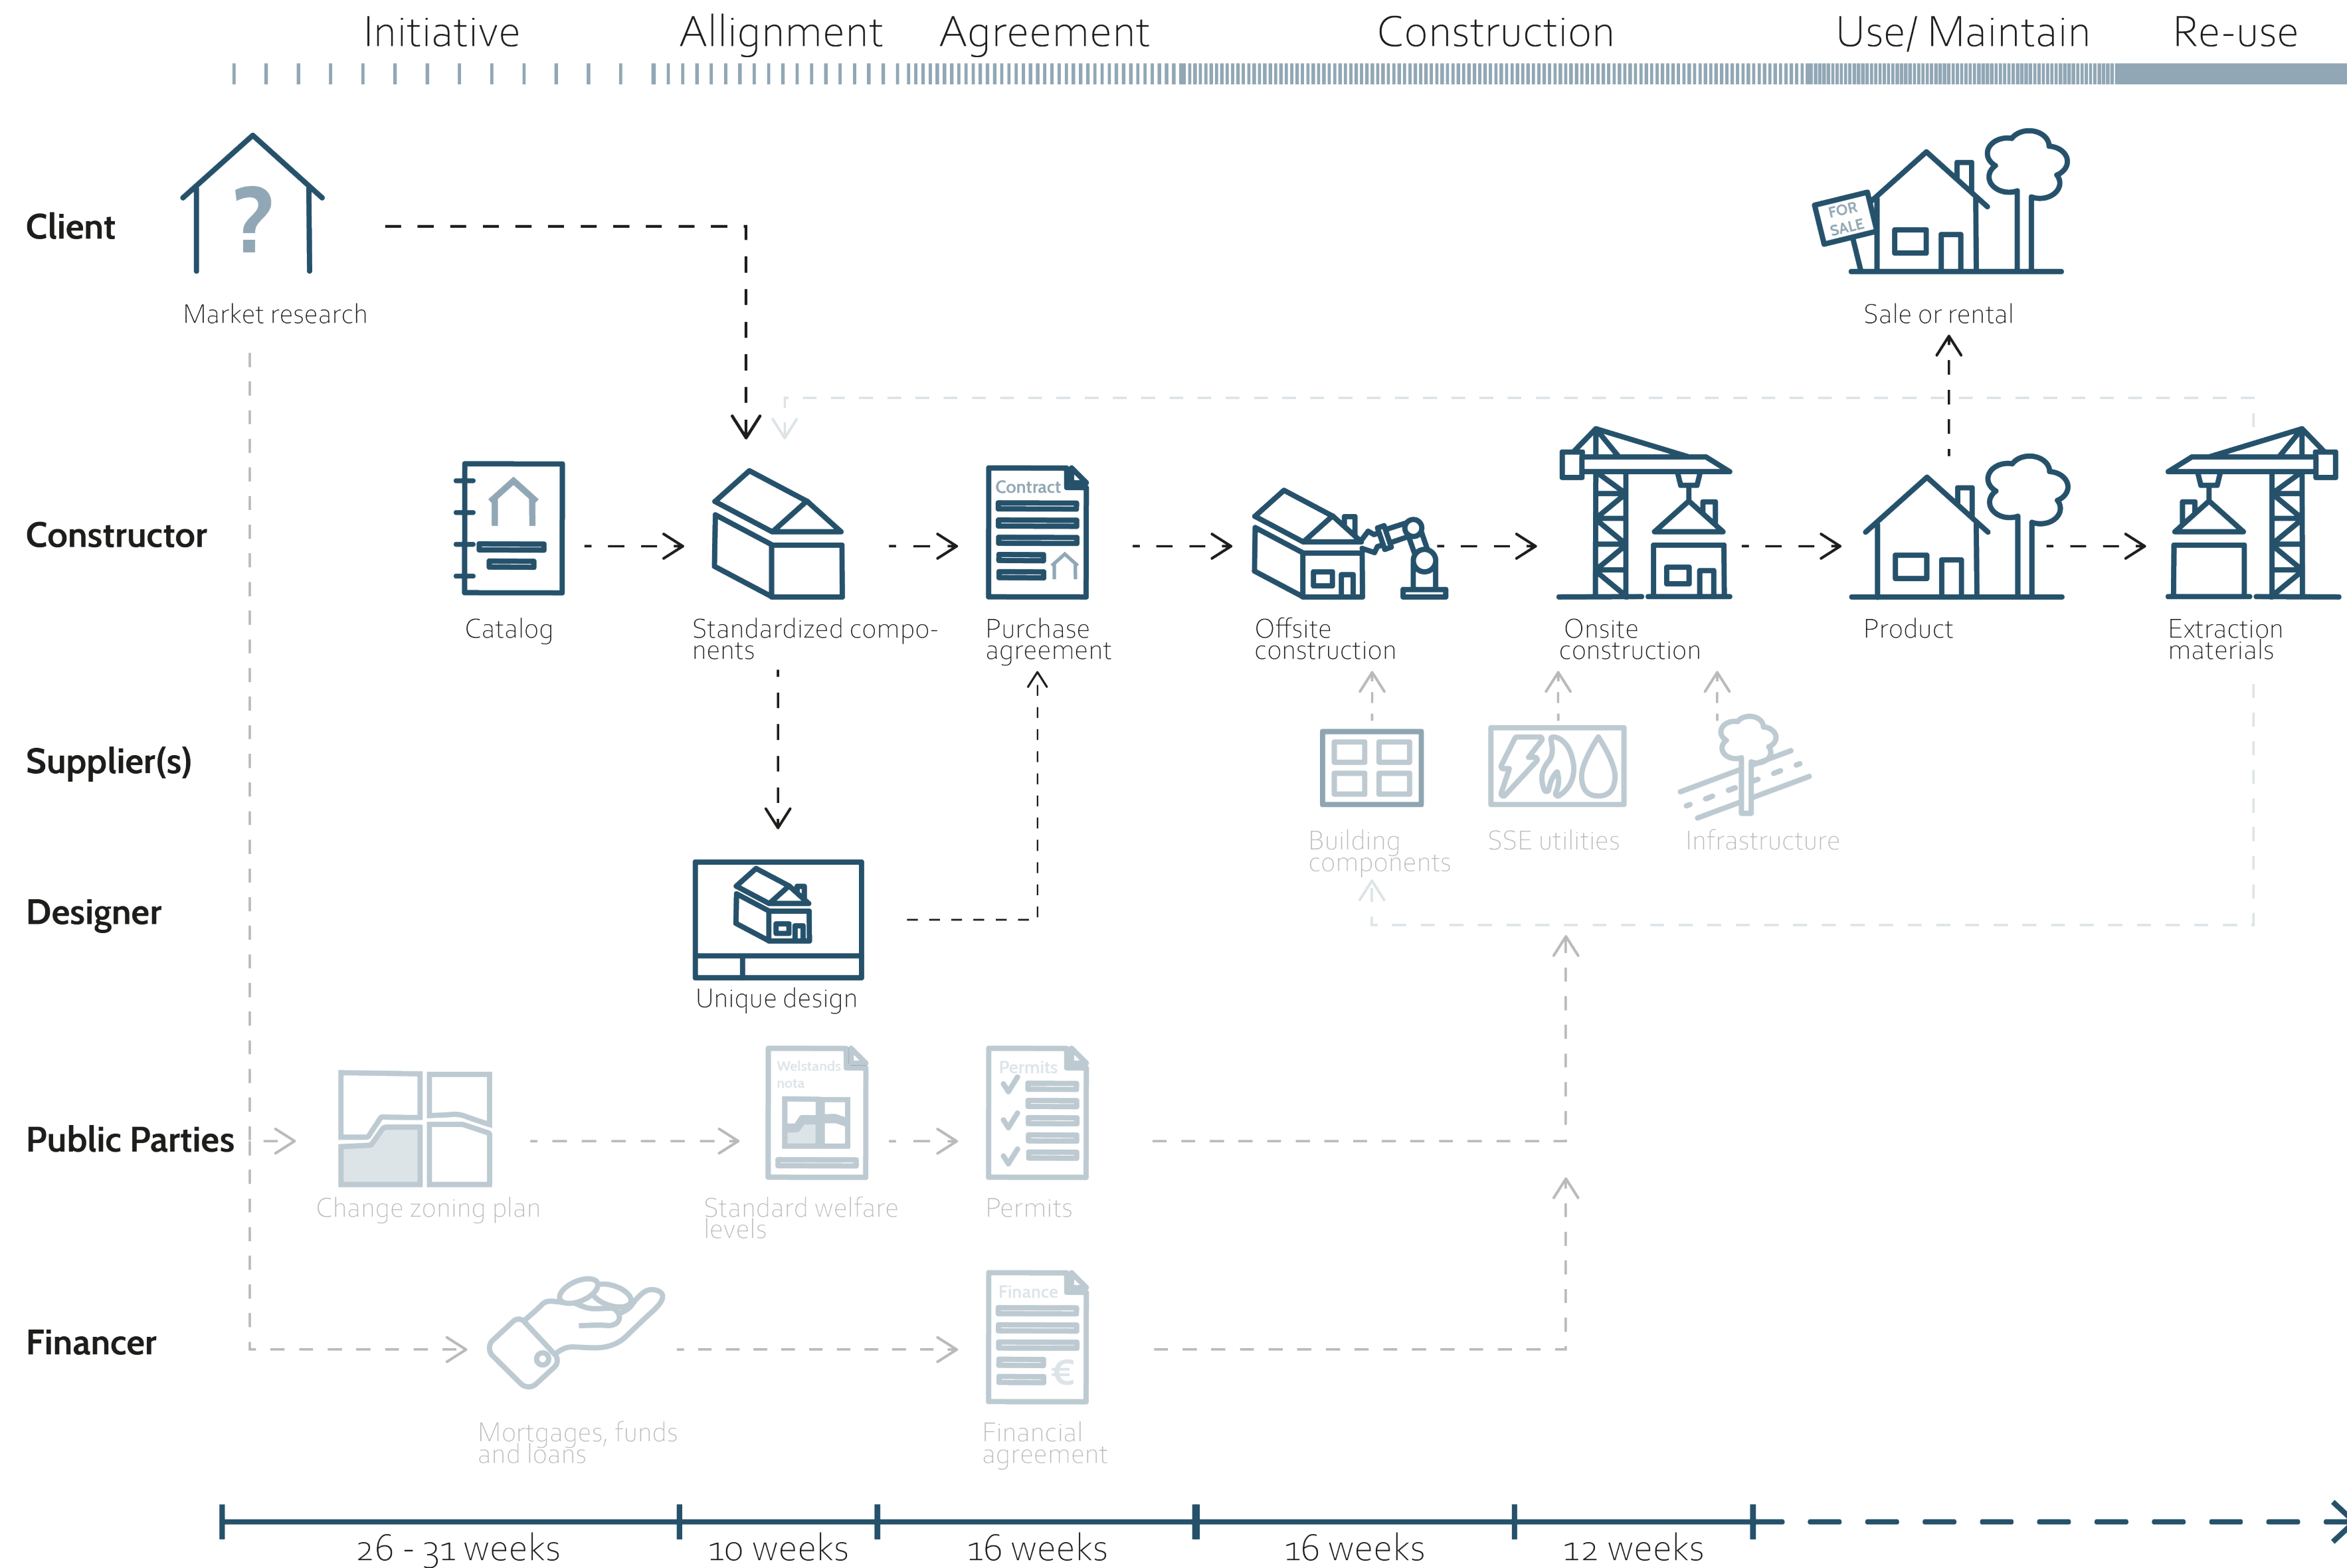 Initiative
Allignment
Agreement
Construction
Use/ Maintain
Re-use
Client
?
Market research
FOR
SALE
Sale or rental
Constructor
Catalog
Standardized compo-
nents
Contract
Purchase
agreement
Offsite
construction
Onsite
construction
Product
Extraction
materials
Supplier(s)
Building
components
SSE utilities
Infrastructure
Designer
Unique design
Public Parties
Change zoning plan
Welstands
nota
Standard welfare
levels
Permits
Permits
Financer
Mortgages, funds
and loans
Finance
€
Financial
agreement
26 - 31 weeks
10 weeks
16 weeks
16 weeks
12 weeks